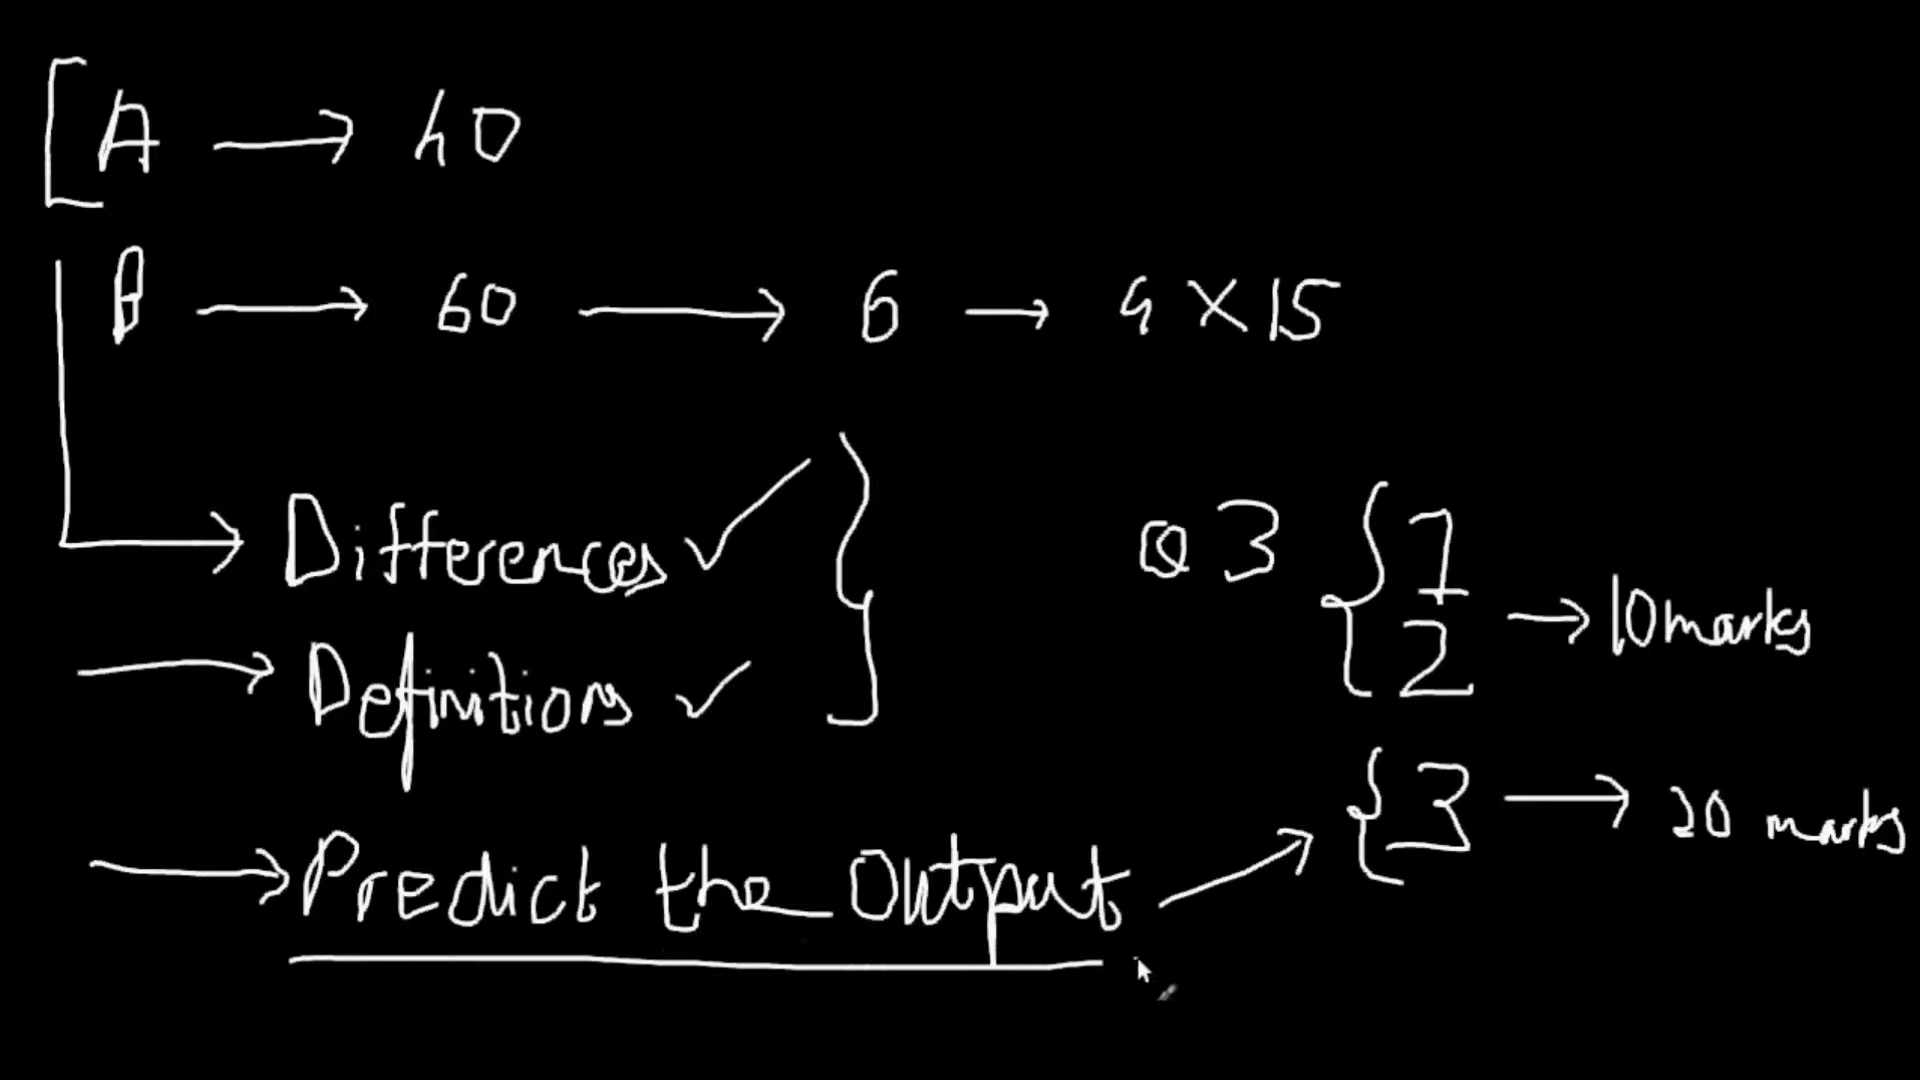 [A → 40
B → 60 → 6 → 4 X 15
→ Differences ✓
→ Definitions ✓
Q 3 { 1
2 → 10 marks
{ 3 → 20 marks
→ Predict the Output →